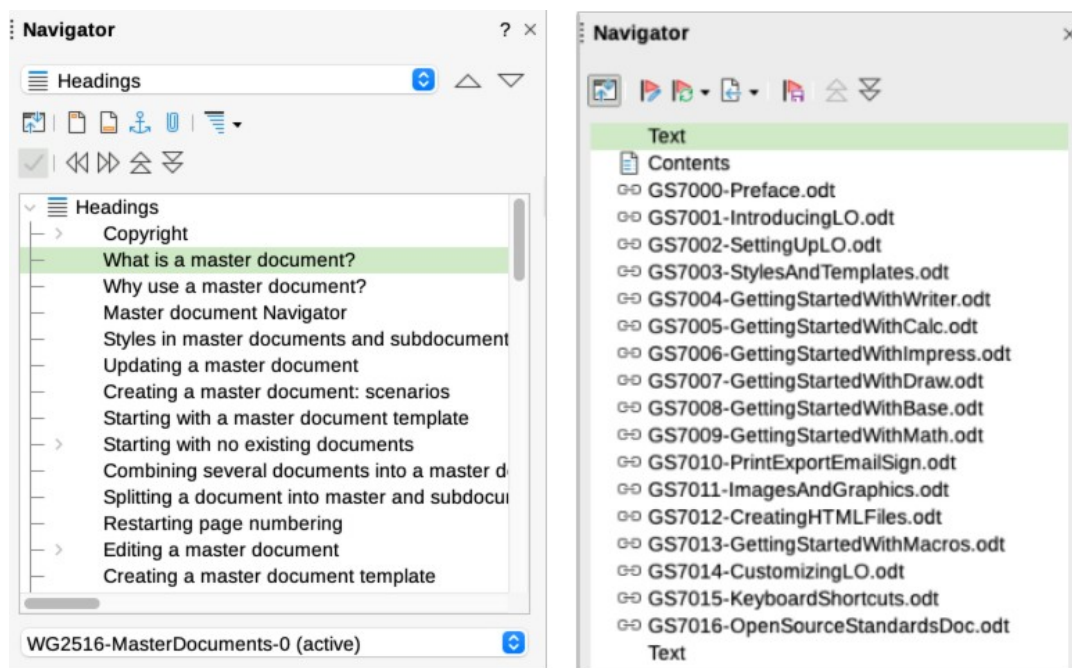 Navigator
?
Headings
Headings
Copyright
What is a master document?
Why use a master document?
Master document Navigator
Styles in master documents and subdocument
Updating a master document
Creating a master document: scenarios
Starting with a master document template
Starting with no existing documents
Combining several documents into a master d
Splitting a document into master and subdocu
Restarting page numbering
Editing a master document
Creating a master document template
WG2516-MasterDocuments-0 (active)
Navigator
Text
Contents
GS7000-Preface.odt
GS7001-IntroducingLO.odt
GS7002-SettingUpLO.odt
GS7003-StylesAndTemplates.odt
GS7004-GettingStartedWithWriter.odt
GS7005-GettingStartedWithCalc.odt
GS7006-GettingStartedWithImpress.odt
GS7007-GettingStartedWithDraw.odt
GS7008-GettingStartedWithBase.odt
GS7009-GettingStartedWithMath.odt
GS7010-PrintExportEmailSign.odt
GS7011-ImagesAndGraphics.odt
GS7012-CreatingHTMLFiles.odt
GS7013-GettingStartedWithMacros.odt
GS7014-CustomizingLO.odt
GS7015-KeyboardShortcuts.odt
GS7016-OpenSourceStandardsDoc.odt
Text